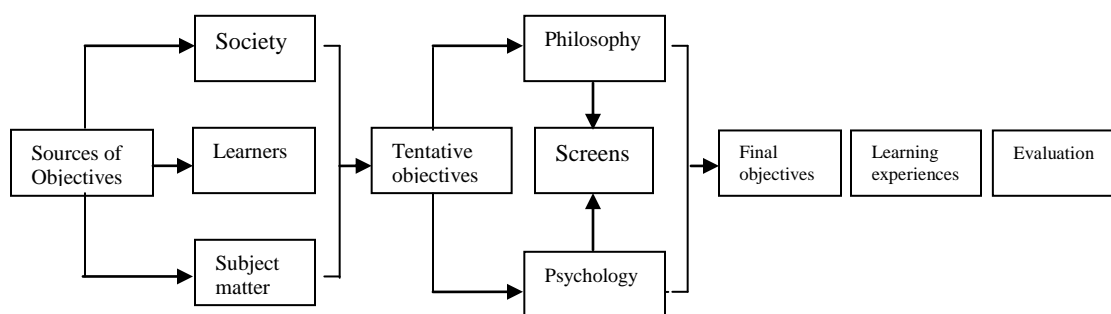 Society
Philosophy
Sources of
Objectives
Learners
Tentative
objectives
Screens
Final
objectives
Learning
experiences
Evaluation
Subject
matter
Psychology